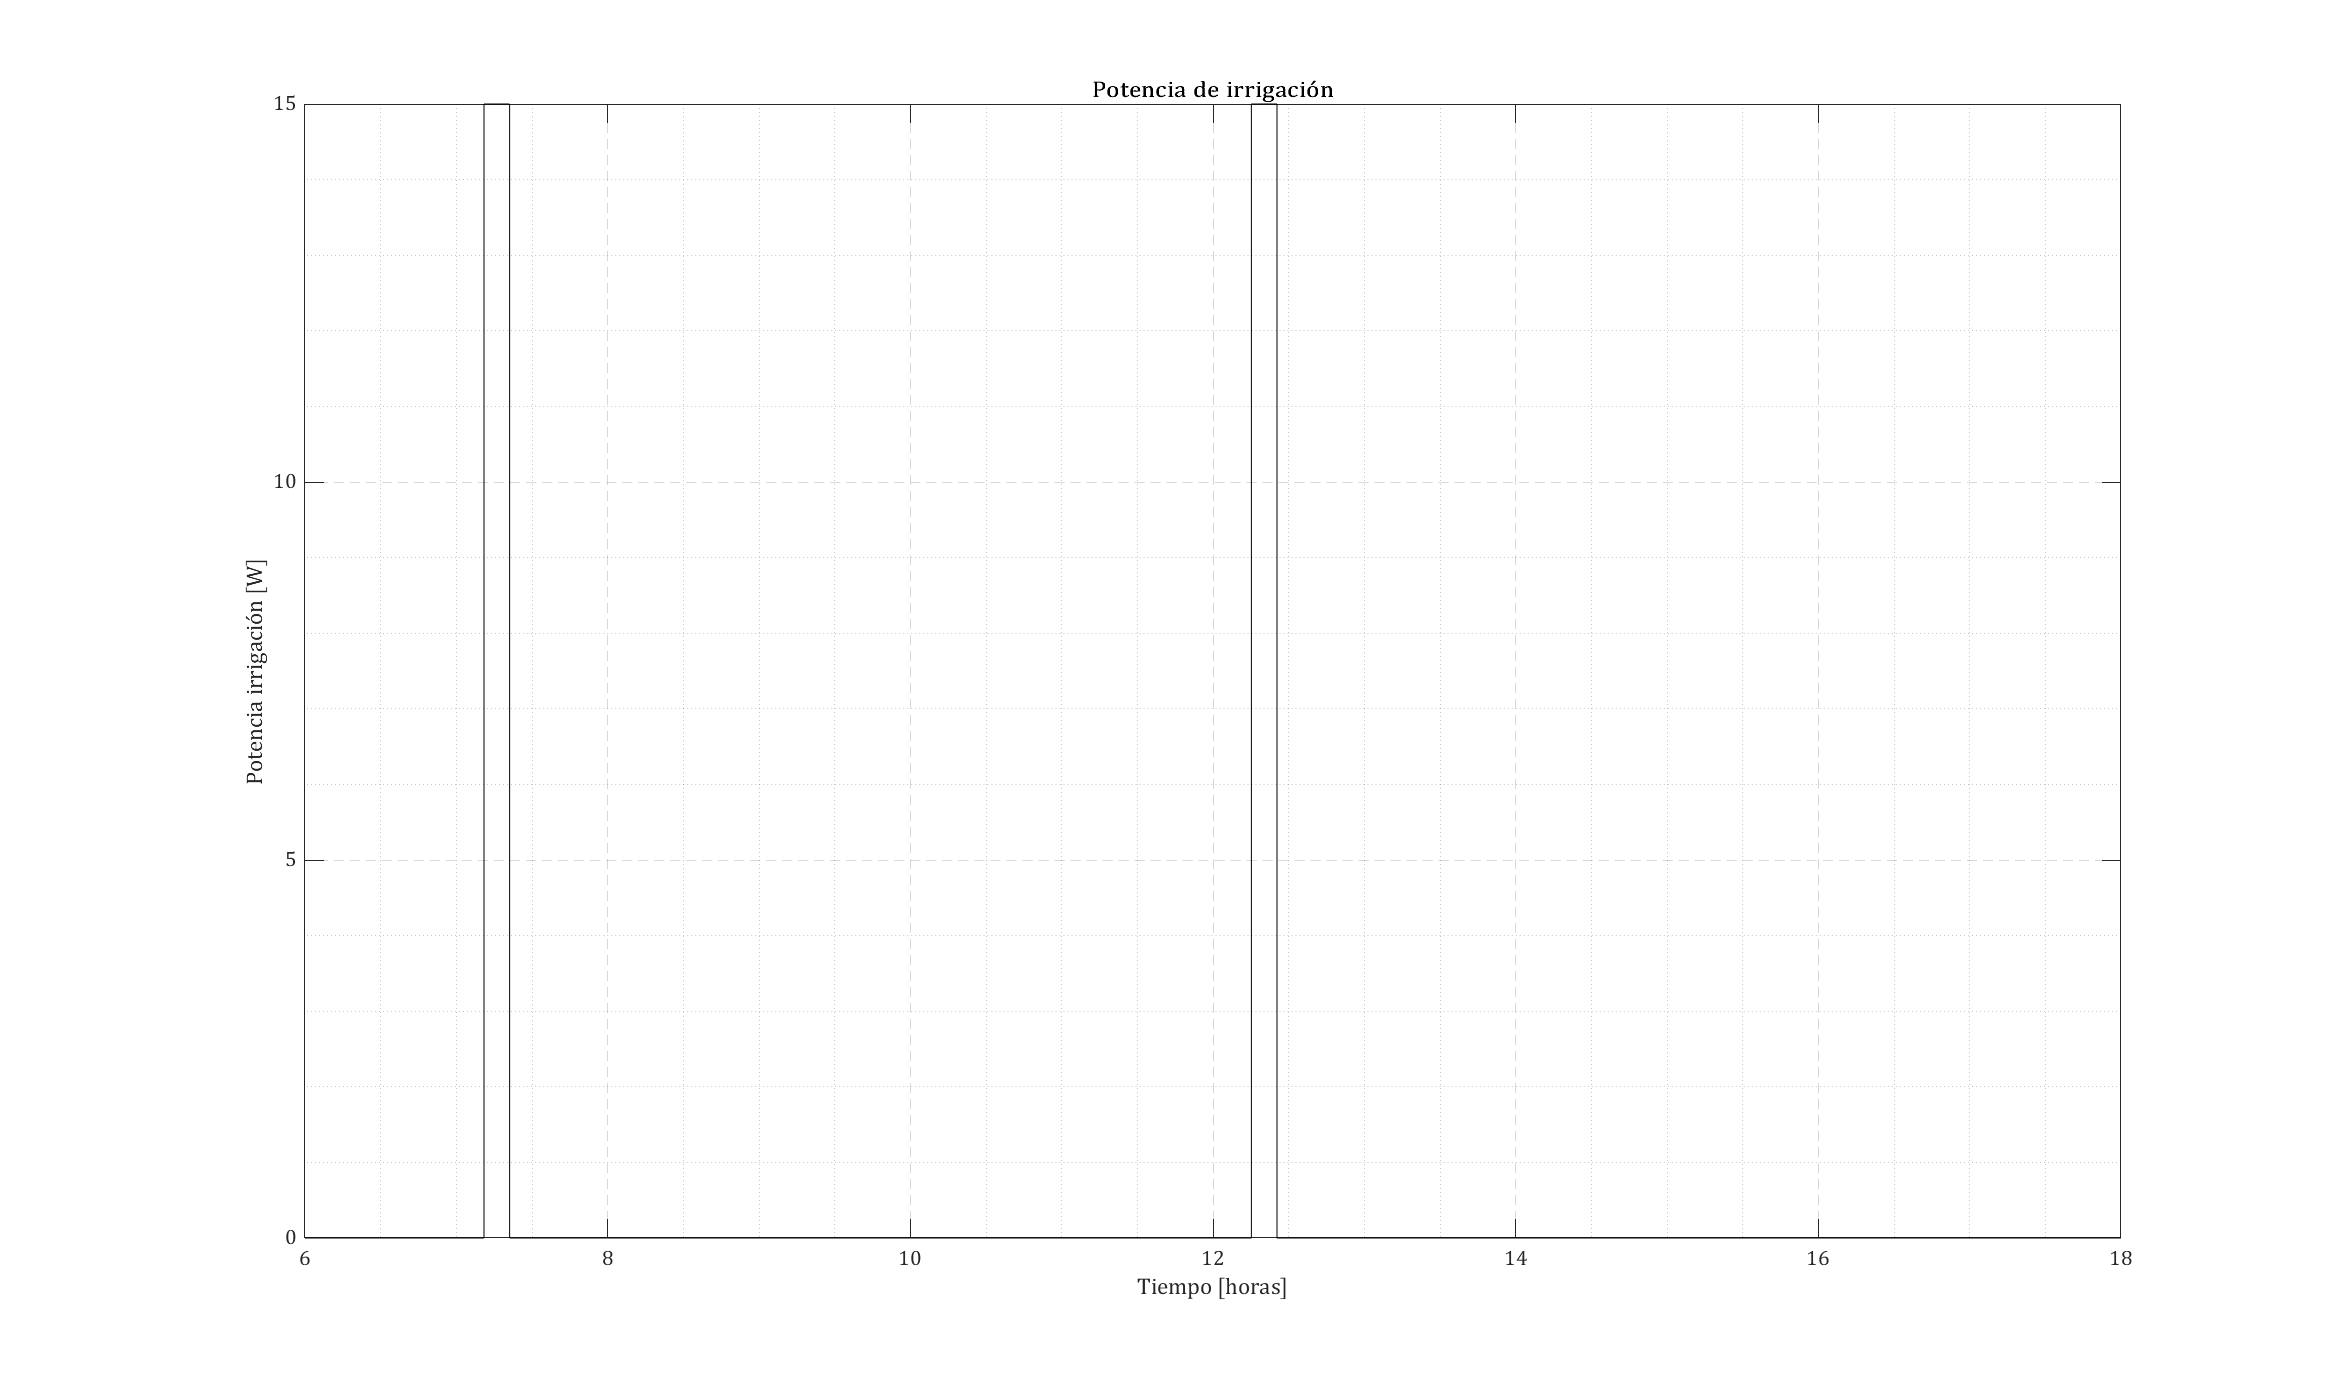 Potencia de irrigación
15
10
5
0
Potencia irrigación [W]
6 8 10 12 14 16 18
Tiempo [horas]